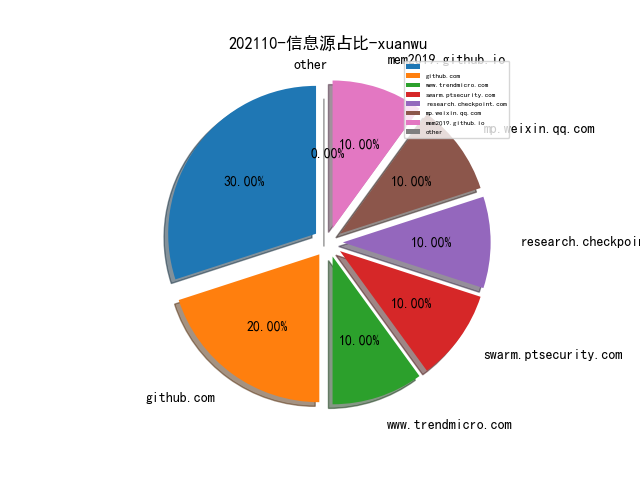 202110-信息源占比-xuanwu
other
mem2019.github.io
github.com
www.trendmicro.com
swarm.ptsecurity.com
research.checkpoint.com
mp.weixin.qq.com
mem2019.github.io
other
mp.weixin.qq.com
0.00%
10.00%
30.00%
10.00%
10.00%
research.checkpoi
10.00%
20.00%
10.00%
swarm.ptsecurity.com
github.com
www.trendmicro.com